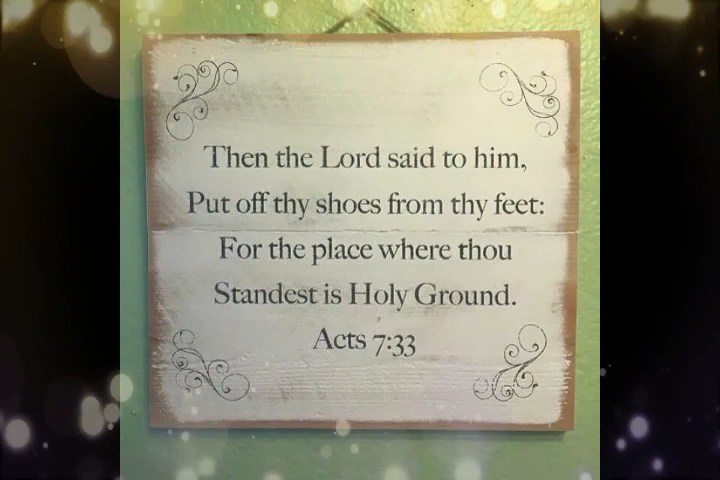 Then the Lord said to him,
Put off thy shoes from thy feet:
For the place where thou
Standest is Holy Ground.
Acts 7:33